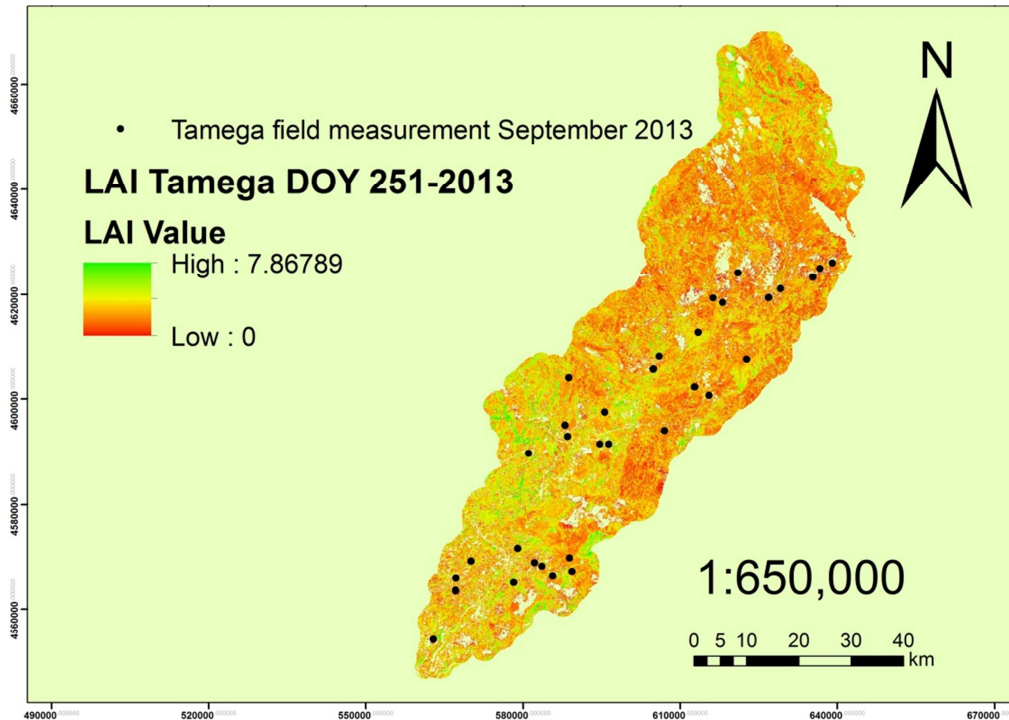 N
Tamega field measurement September 2013
LAI Tamega DOY 251-2013
LAI Value
High : 7.86789
Low : 0
1:650,000
0 5 10 20 30 40
km
4660000
4640000
4620000
4600000
4580000
4560000
490000 520000 550000 580000 610000 640000 670000